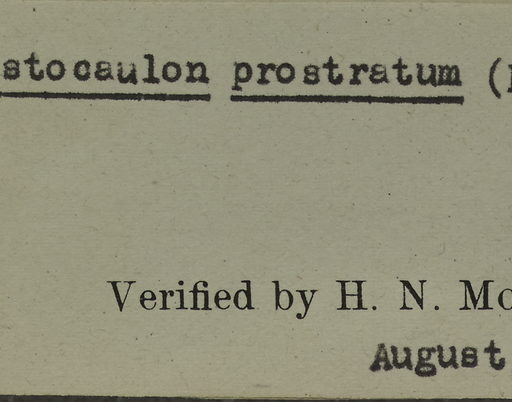 stocaulon prostratum (
Verified by H. N. Mo
August